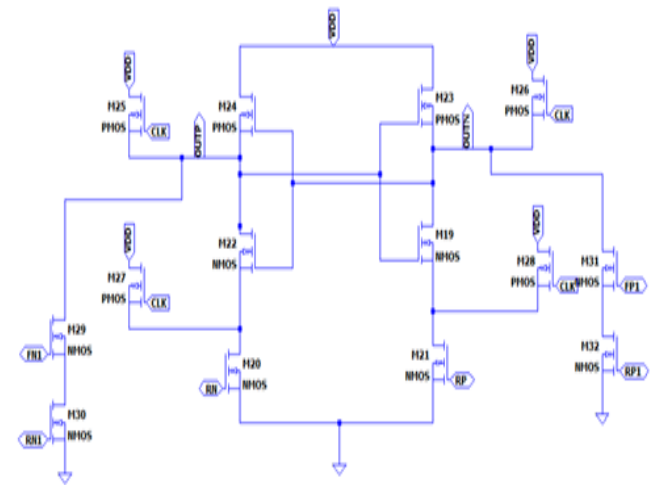 VDD
VDD
VDD
M25
PMOS
CLK
OUTP
M24
PMOS
M23
PMOS
OUTN
M26
PMOS
CLK
VDD
M27
PMOS
CLK
M22
NMOS
M19
NMOS
VDD
M28
PMOS
CLK
M31
NMOS
FP1
M29
NMOS
FN1
M20
NMOS
RN
M21
NMOS
RP
M32
NMOS
RP1
M30
NMOS
RN1